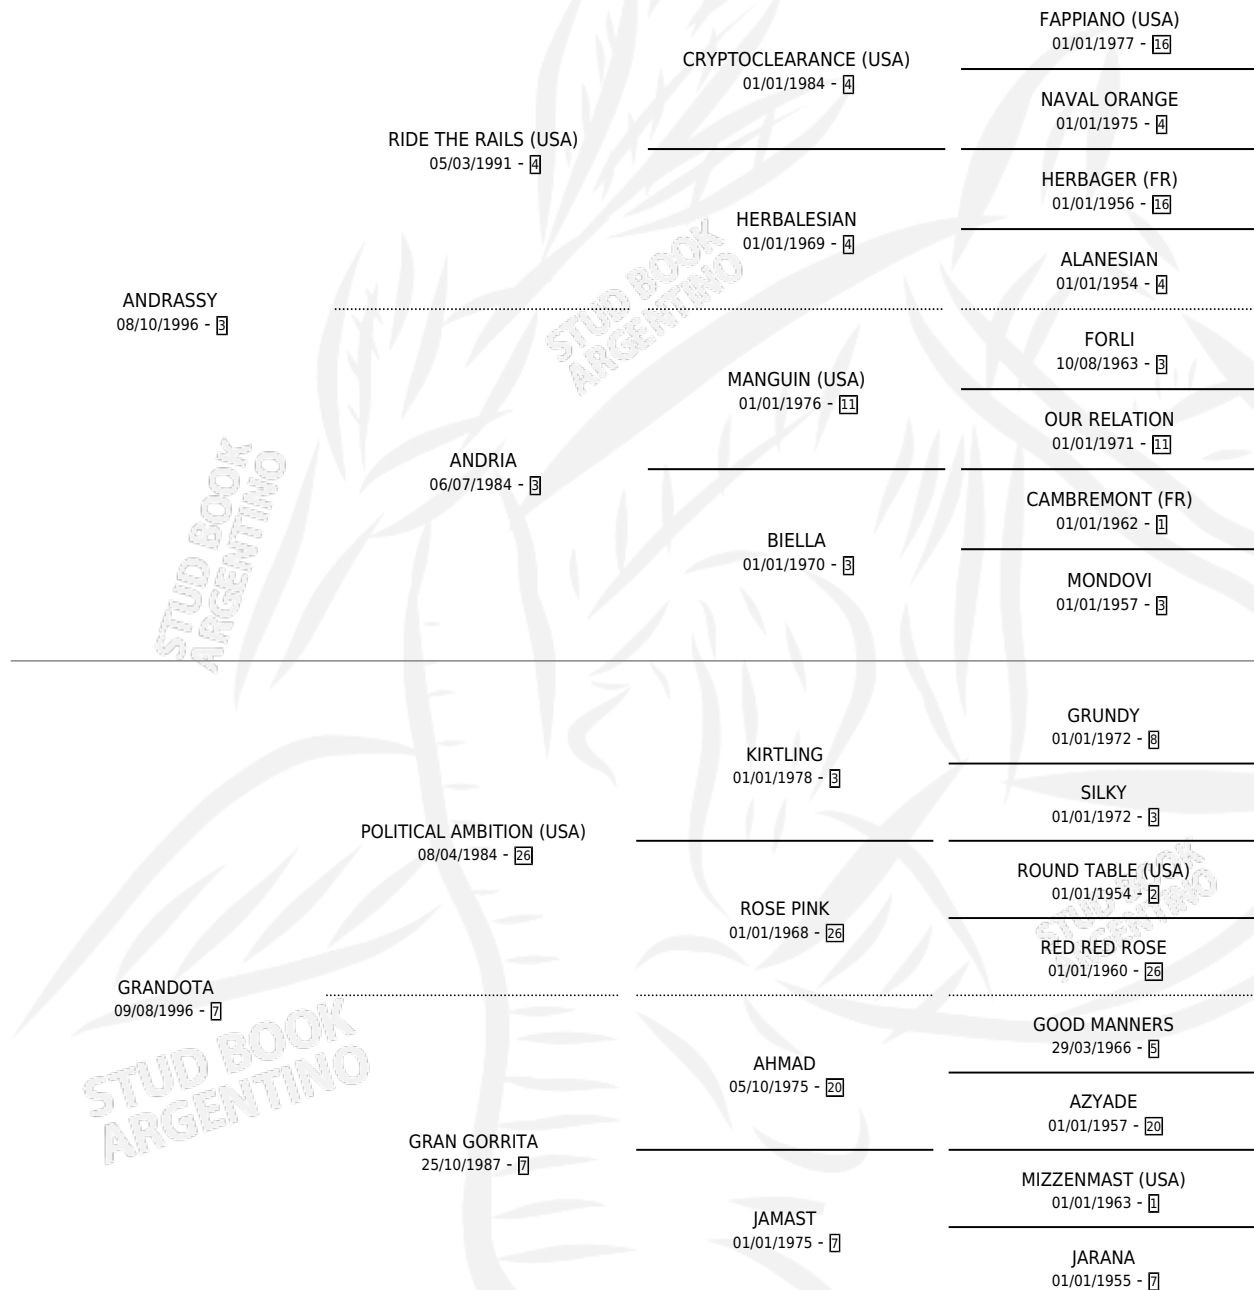 FAPPIANO (USA)
01/01/1977 - 16
CRYPTOCLEARANCE (USA)
01/01/1984 - 4
NAVAL ORANGE
01/01/1975 - 4
RIDE THE RAILS (USA)
05/03/1991 - 4
HERBAGER (FR)
01/01/1956 - 16
HERBALESIAN
01/01/1969 - 4
ALANESIAN
01/01/1954 - 4
ANDRASSY
08/10/1996 - 3
STUD BOOK
ARGENTINO
FORLI
10/08/1963 - 3
MANGUIN (USA)
01/01/1976 - 11
OUR RELATION
01/01/1971 - 11
ANDRIA
06/07/1984 - 3
CAMBREMONT (FR)
01/01/1962 - 1
BIELLA
01/01/1970 - 3
MONDOVI
01/01/1957 - 3
STUD BOOK
ARGENTINO
GRUNDY
01/01/1972 - 8
KIRTLING
01/01/1978 - 3
SILKY
01/01/1972 - 3
POLITICAL AMBITION (USA)
08/04/1984 - 26
ROUND TABLE (USA)
01/01/1954 - 2
ROSE PINK
01/01/1968 - 26
STUD BOOK
ARGENTINO
RED RED ROSE
01/01/1960 - 26
GRANDOTA
09/08/1996 - 7
STUD BOOK
ARGENTINO
GOOD MANNERS
29/03/1966 - 5
AHMAD
05/10/1975 - 20
AZYADE
01/01/1957 - 20
GRAN GORRITA
25/10/1987 - 7
MIZZENMAST (USA)
01/01/1963 - 1
JAMAST
01/01/1975 - 7
JARANA
01/01/1955 - 7